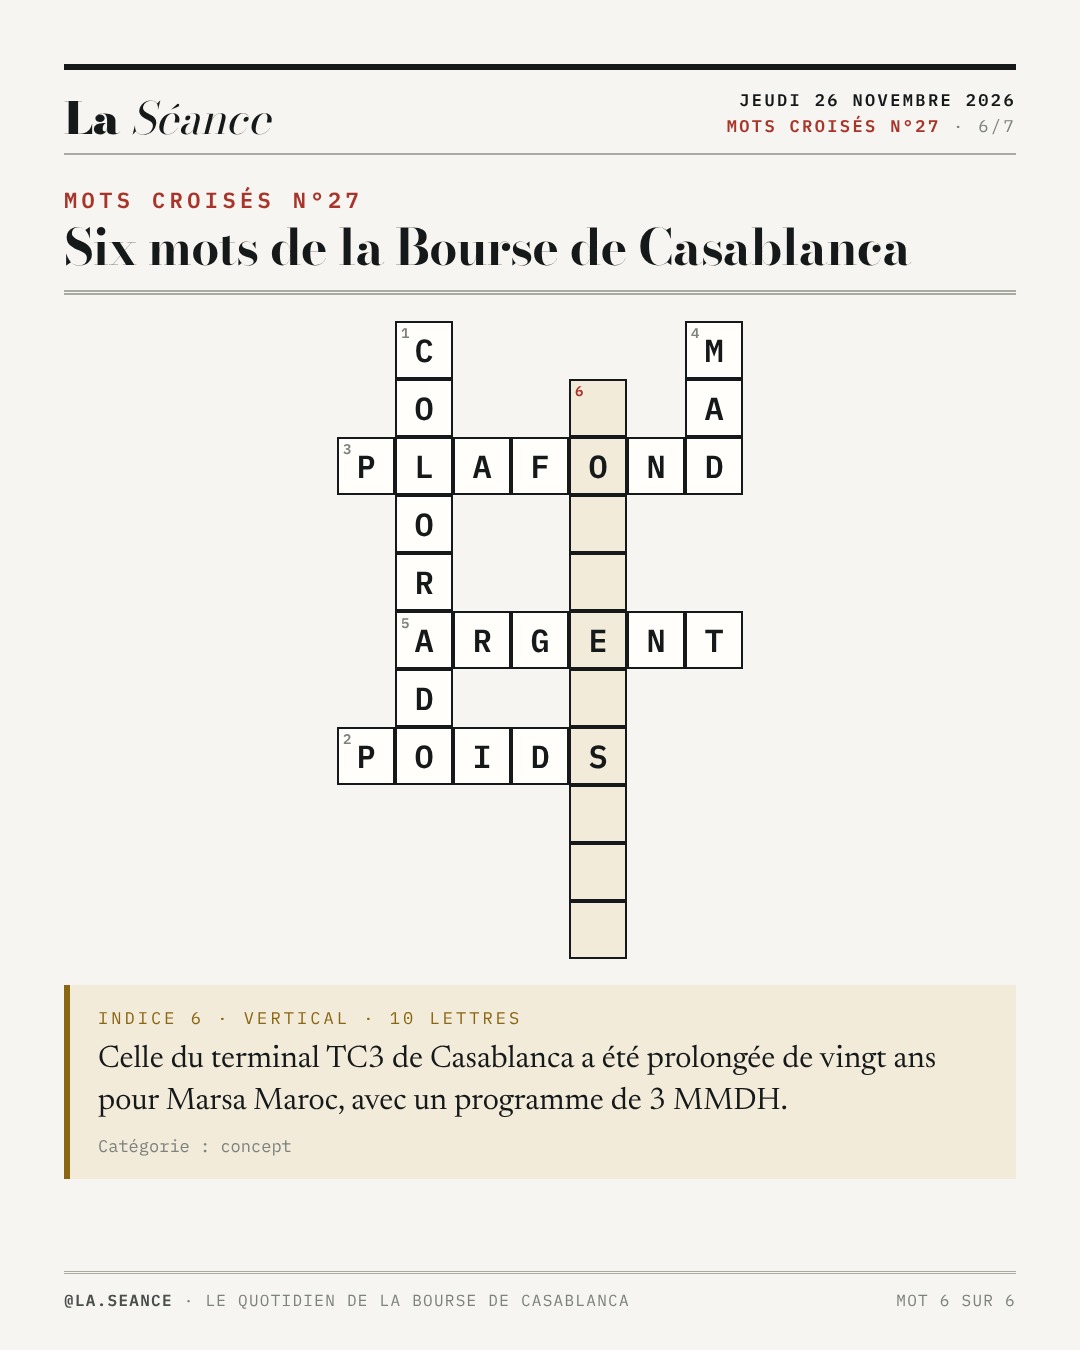 La Séance
JEUDI 26 NOVEMBRE 2026
MOTS CROISÉS N°27 · 6/7
MOTS CROISÉS N°27
Six mots de la Bourse de Casablanca
1 C 4 M
O 6 A
3 P L A F O N D
O
R
5 A R G E N T
D
2 P O I D S
INDICE 6 · VERTICAL · 10 LETTRES
Celle du terminal TC3 de Casablanca a été prolongée de vingt ans
pour Marsa Maroc, avec un programme de 3 MMDH.
Catégorie : concept
@LA.SEANCE · LE QUOTIDIEN DE LA BOURSE DE CASABLANCA
MOT 6 SUR 6